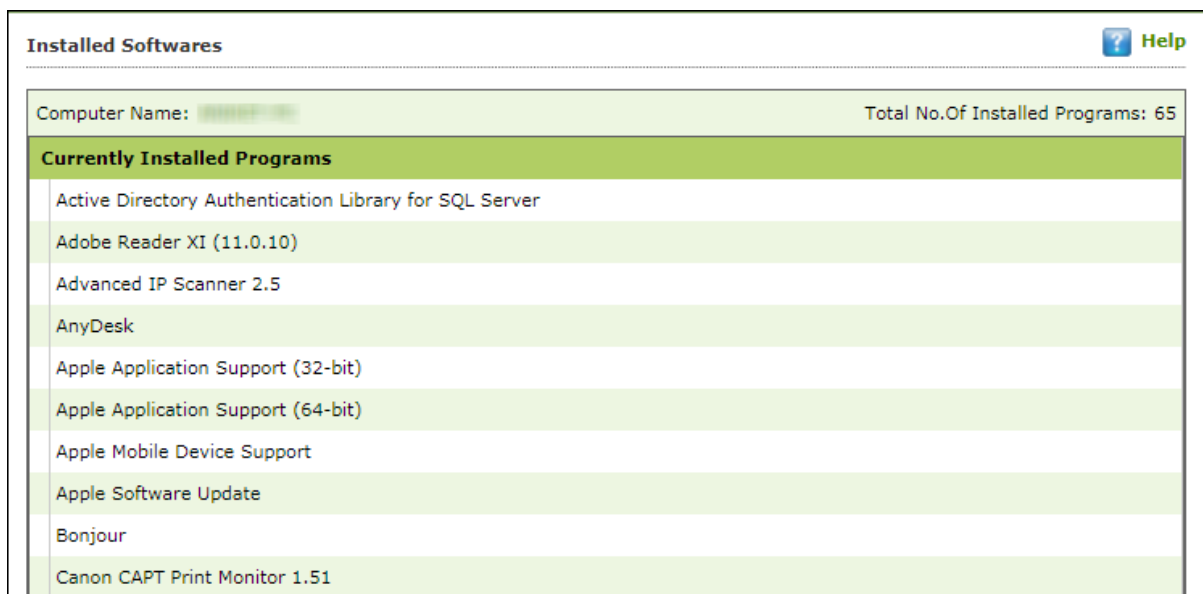 Installed Softwares
Help
Computer Name:
Total No.Of Installed Programs: 65
Currently Installed Programs
Active Directory Authentication Library for SQL Server
Adobe Reader XI (11.0.10)
Advanced IP Scanner 2.5
AnyDesk
Apple Application Support (32-bit)
Apple Application Support (64-bit)
Apple Mobile Device Support
Apple Software Update
Bonjour
Canon CAPT Print Monitor 1.51